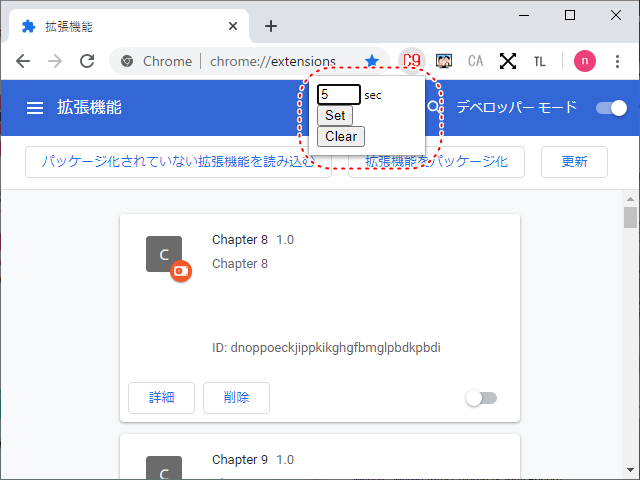 拡張機能
Chrome chrome://extensions
C9
CA
TL
n
5 sec
Set
Clear
拡張機能
デベロッパー モード
パッケージ化されていない拡張機能を読み込む
拡張機能をパッケージ化
更新
C
Chapter 8 1.0
Chapter 8
ID: dnoppoeckjippkikghgfbmglpbdkpbdi
詳細
削除
C
Chapter 9 1.0